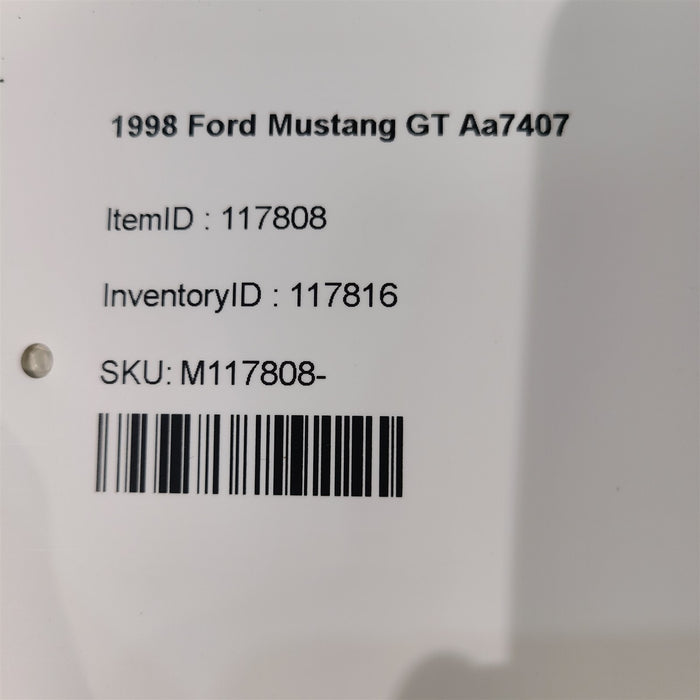 1998 Ford Mustang GT Aa7407
ItemID : 117808
InventoryID : 117816
SKU: M117808-